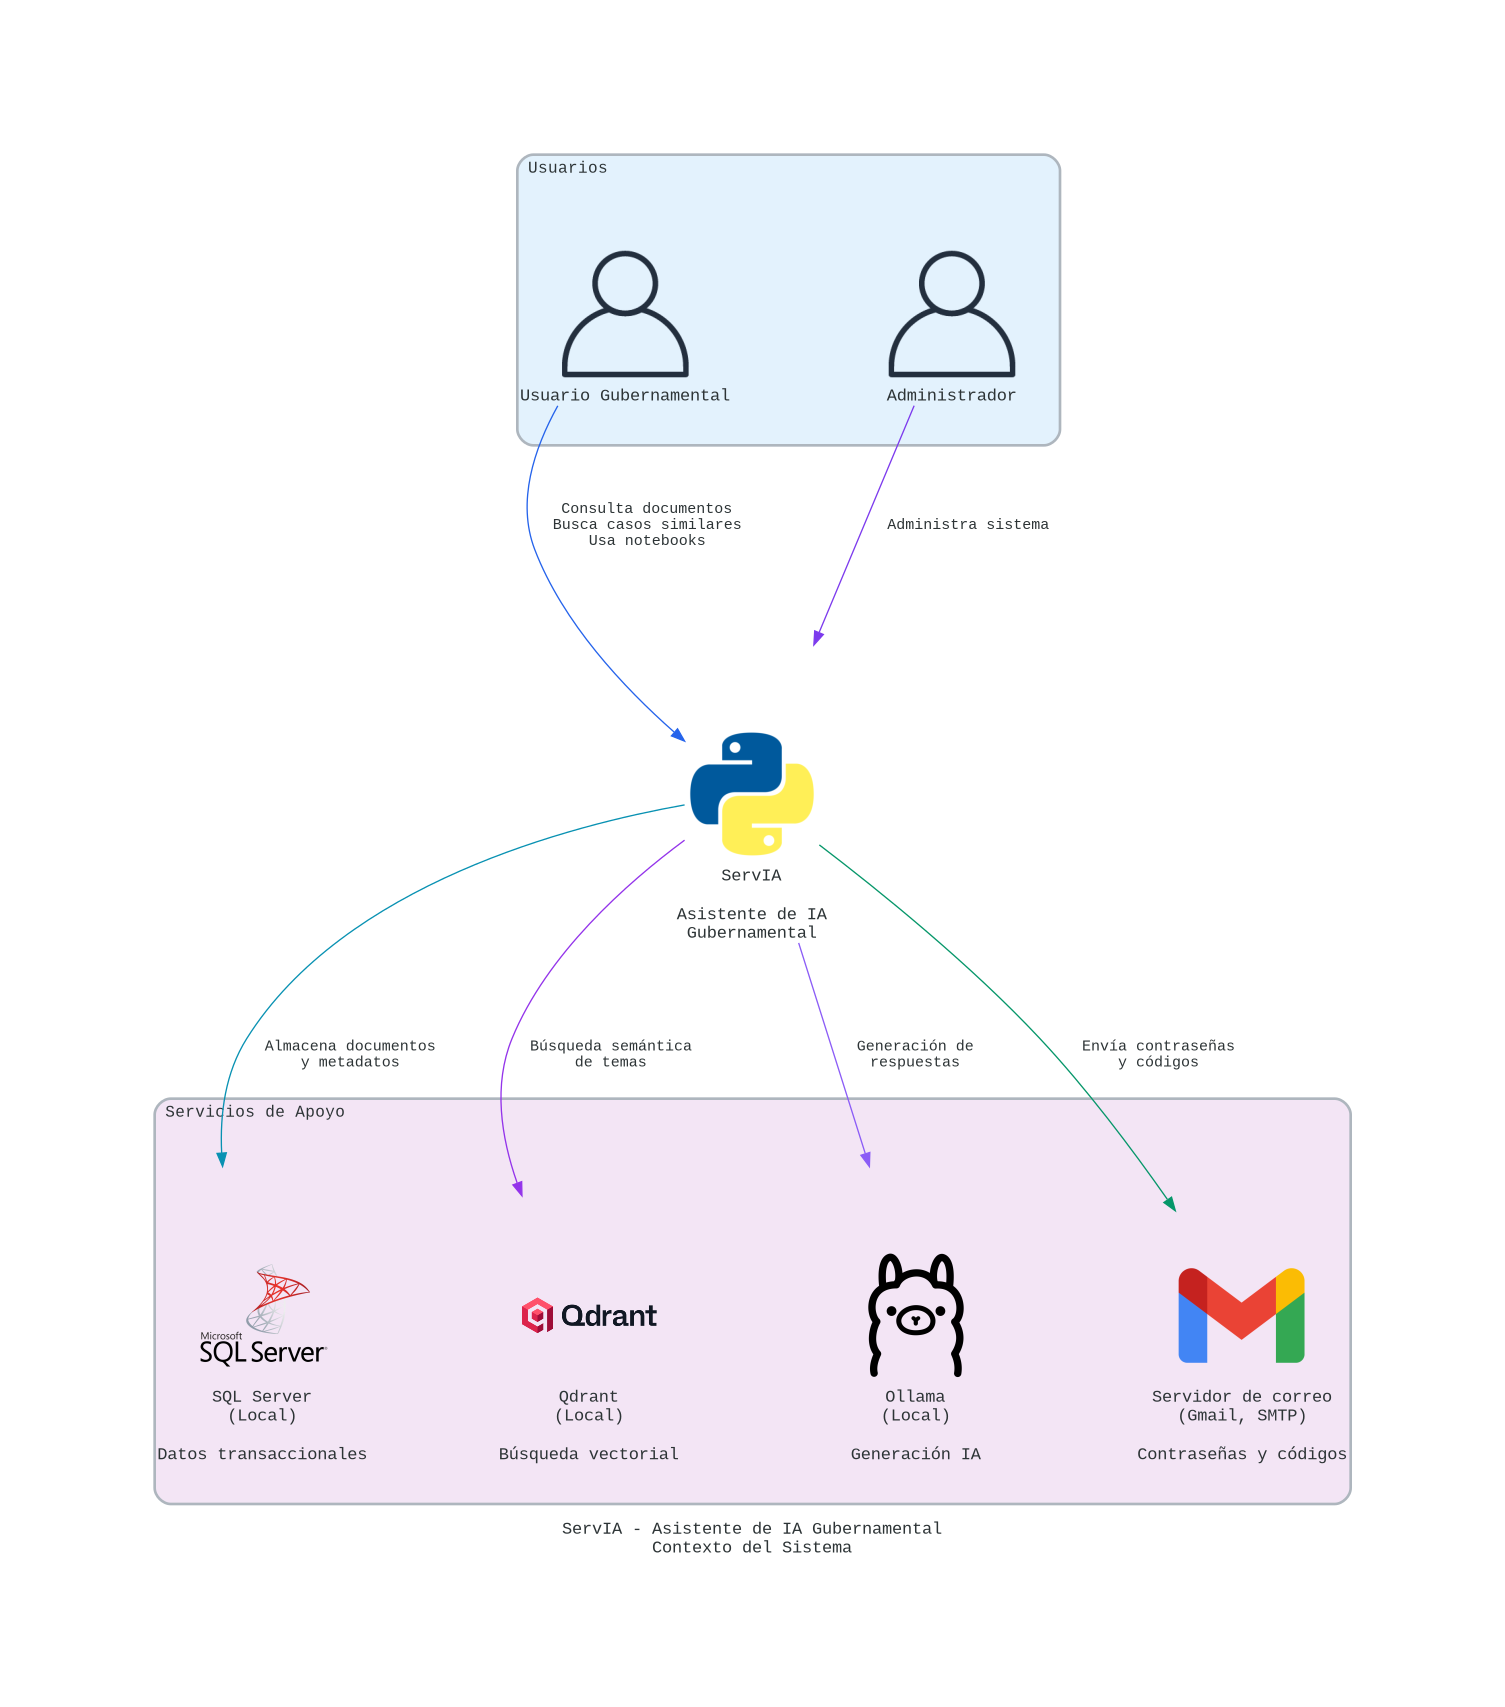 Usuarios
Usuario Gubernamental
Administrador
Consulta documentos
Busca casos similares
Usa notebooks
Administra sistema
ServIA
Asistente de IA
Gubernamental
Almacena documentos
y metadatos
Búsqueda semántica
de temas
Generación de
respuestas
Envía contraseñas
y códigos
Servicios de Apoyo
Microsoft
SQL Server
Qdrant
SQL Server
(Local)
Datos transaccionales
Qdrant
(Local)
Búsqueda vectorial
Ollama
(Local)
Generación IA
Servidor de correo
(Gmail, SMTP)
Contraseñas y códigos
ServIA - Asistente de IA Gubernamental
Contexto del Sistema